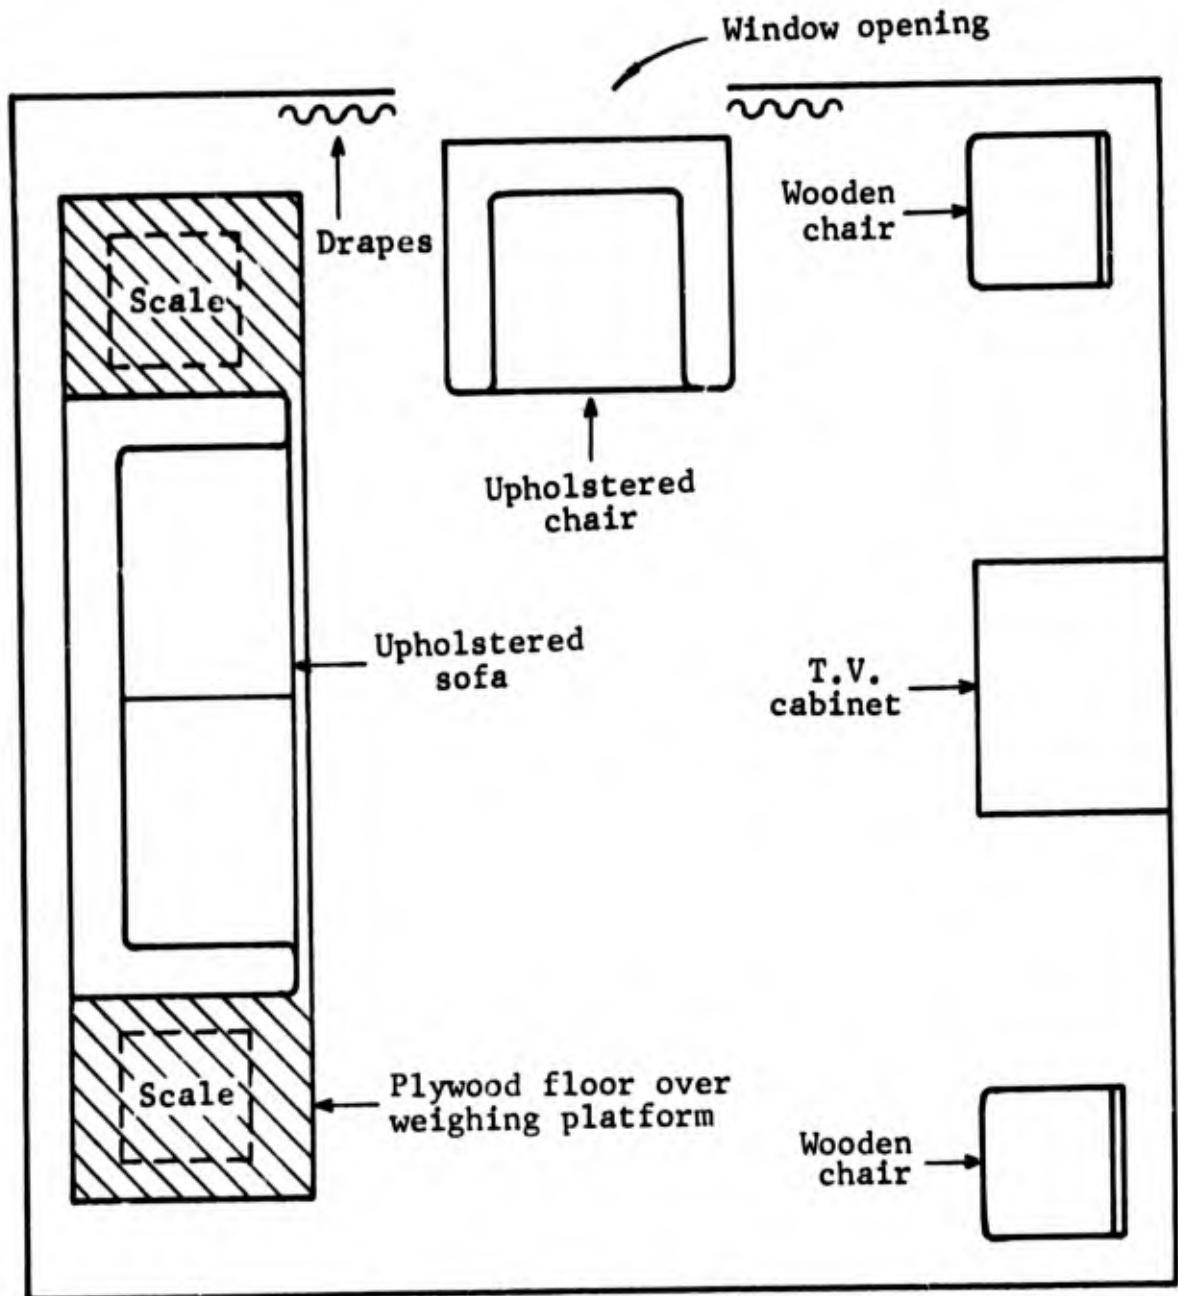 Window opening
Drapes
Wooden
chair
Scale
Upholstered
chair
Upholstered
sofa
T.V.
cabinet
Scale
Plywood floor over
weighing platform
Wooden
chair